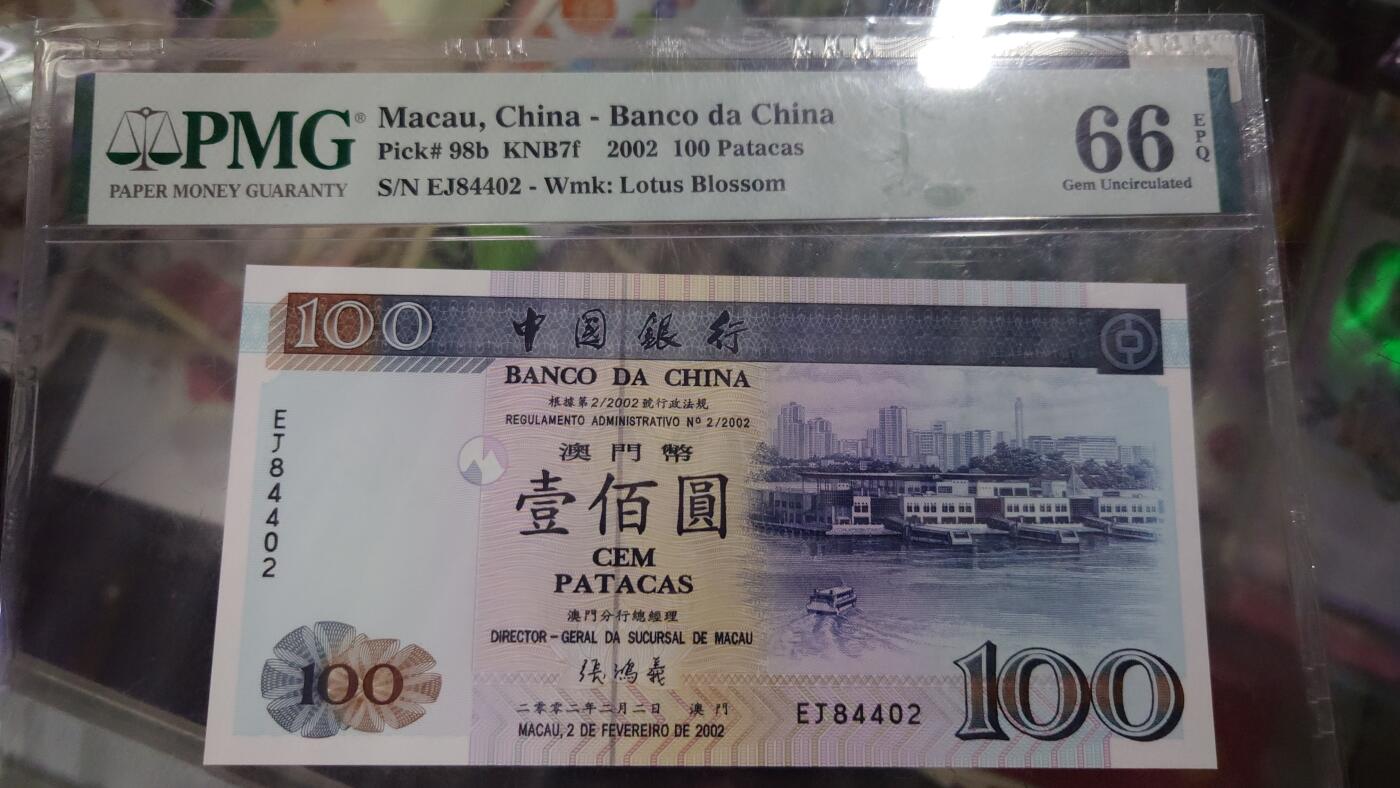 PMG®
PAPER MONEY GUARANTY
Macau, China - Banco da China
Pick# 98b KNB7f 2002 100 Patacas
S/N EJ84402 - Wmk: Lotus Blossom
66
EPQ
Gem Uncirculated
100
中國銀行
BANCO DA CHINA
根據第2/2002號行政法規
REGULAMENTO ADMINISTRATIVO Nº 2/2002
EJ84402
澳門幣
壹佰圓
CEM
PATACAS
澳門分行總經理
DIRECTOR-GERAL DA SUCURSAL DE MACAU
張鴻義
二零零二年二月二日 澳門
MACAU, 2 DE FEVEREIRO DE 2002
100
EJ84402
100